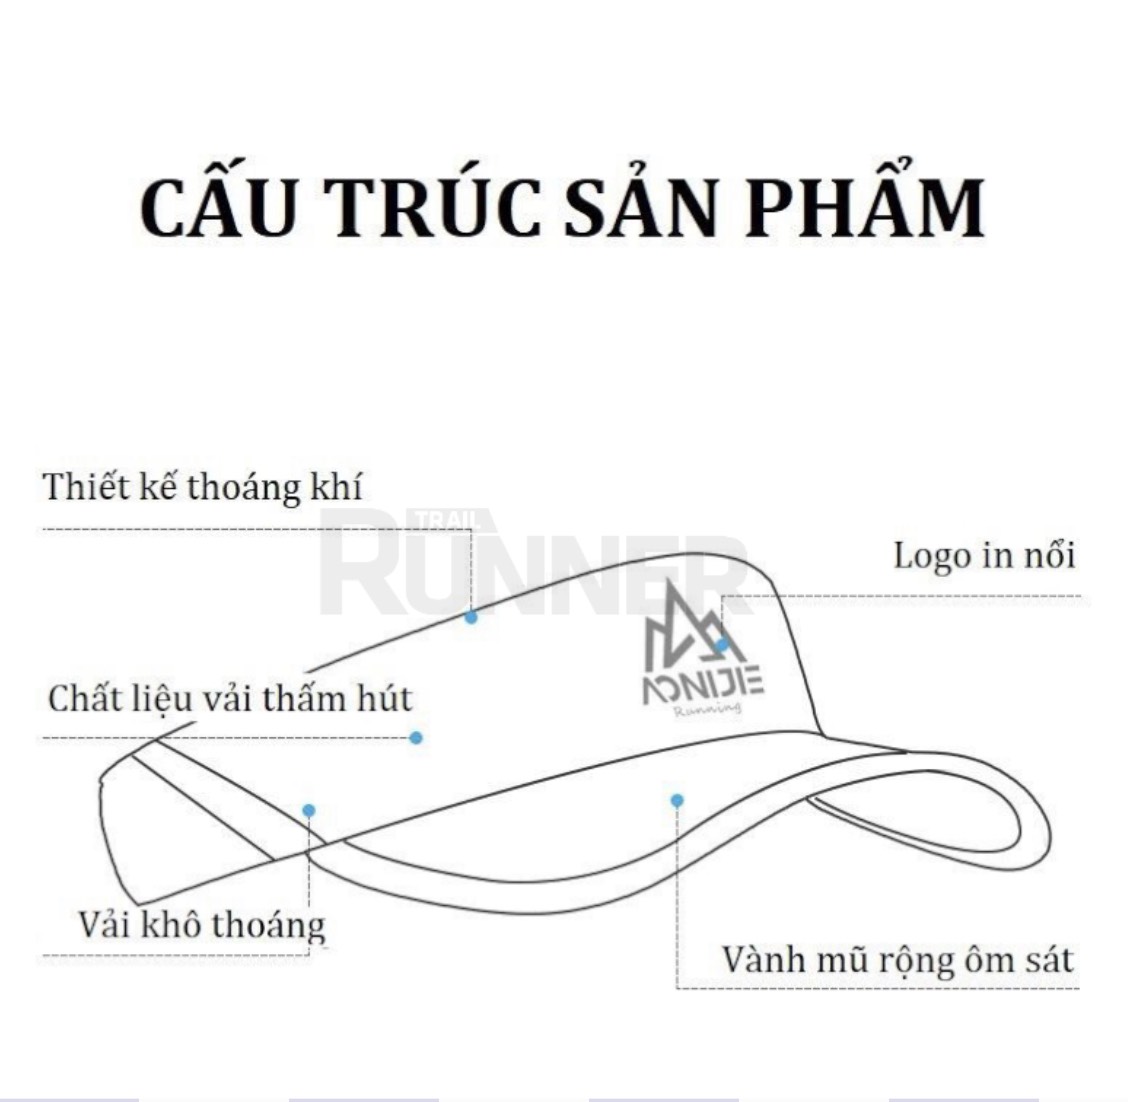 CẤU TRÚC SẢN PHẨM
Thiết kế thoáng khí
TRAIL
RUNNER
Logo in nổi
Chất liệu vải thấm hút
AONIJIE
Running
Vải khô thoáng
Vành mũ rộng ôm sát